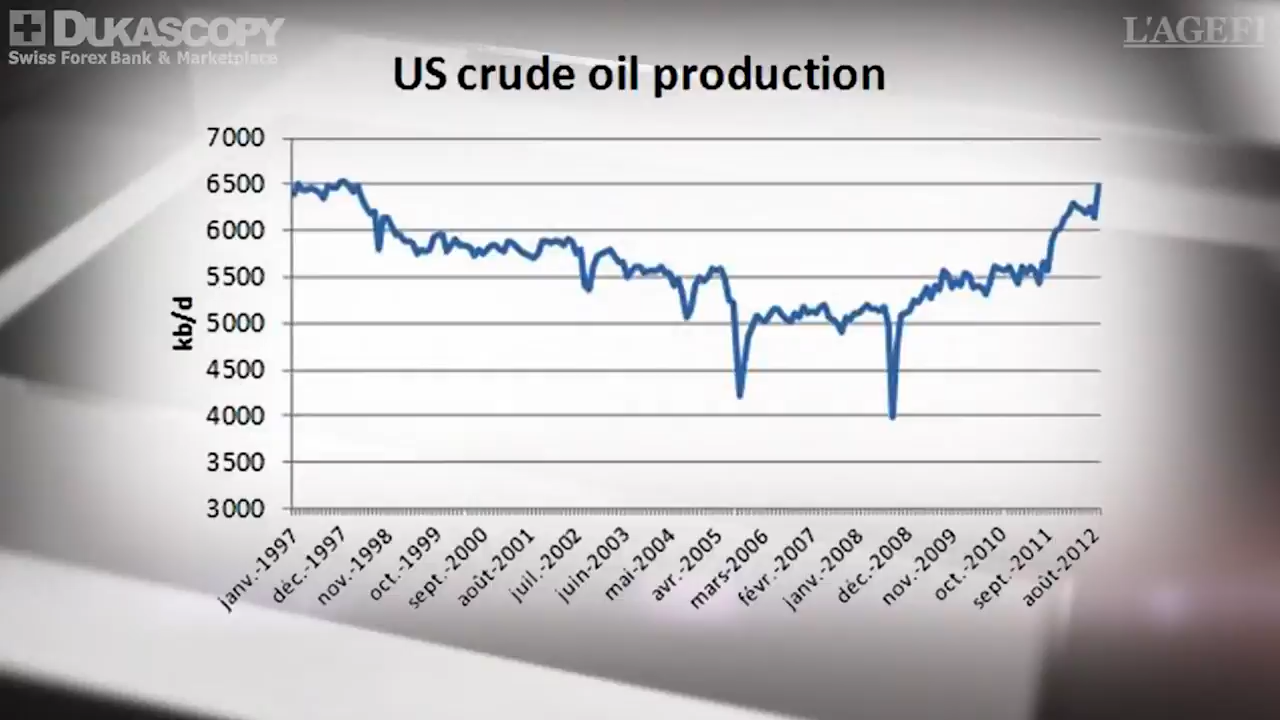 DUKASCOPY
Swiss Forex Bank & Marketplace
L'AGEFI
US crude oil production
kb/d
7000
6500
6000
5500
5000
4500
4000
3500
3000
janv.-1997
déc.-1997
nov.-1998
oct.-1999
sept.-2000
août-2001
juil.-2002
juin-2003
mai-2004
avr.-2005
mars-2006
févr.-2007
janv.-2008
déc.-2008
nov.-2009
oct.-2010
sept.-2011
août-2012